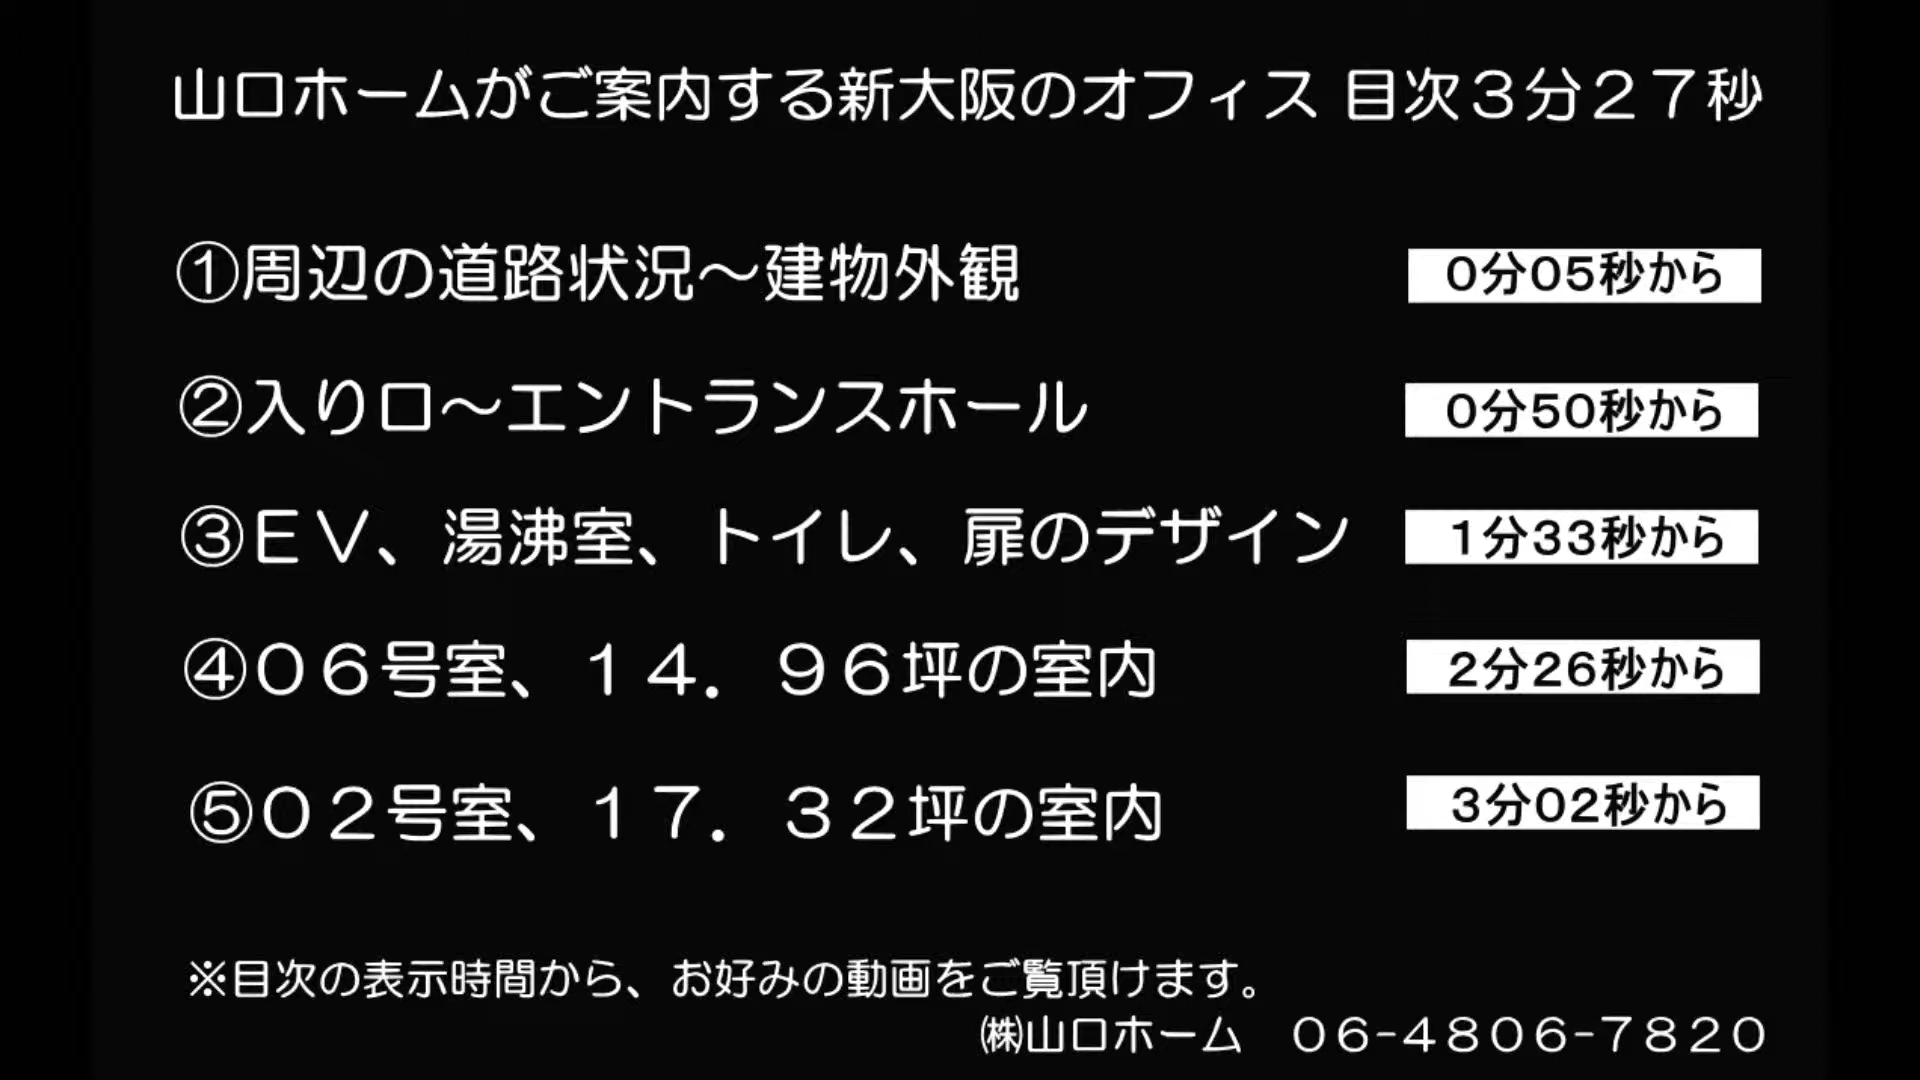 山口ホームがご案内する新大阪のオフィス 目次３分２７秒
①周辺の道路状況～建物外観 0分05秒から
②入り口～エントランスホール 0分50秒から
③ＥＶ、湯沸室、トイレ、扉のデザイン 1分33秒から
④０６号室、１４．９６坪の室内 2分26秒から
⑤０２号室、１７．３２坪の室内 3分02秒から
※目次の表示時間から、お好みの動画をご覧頂けます。
㈱山口ホーム　０６-４８０６-７８２０